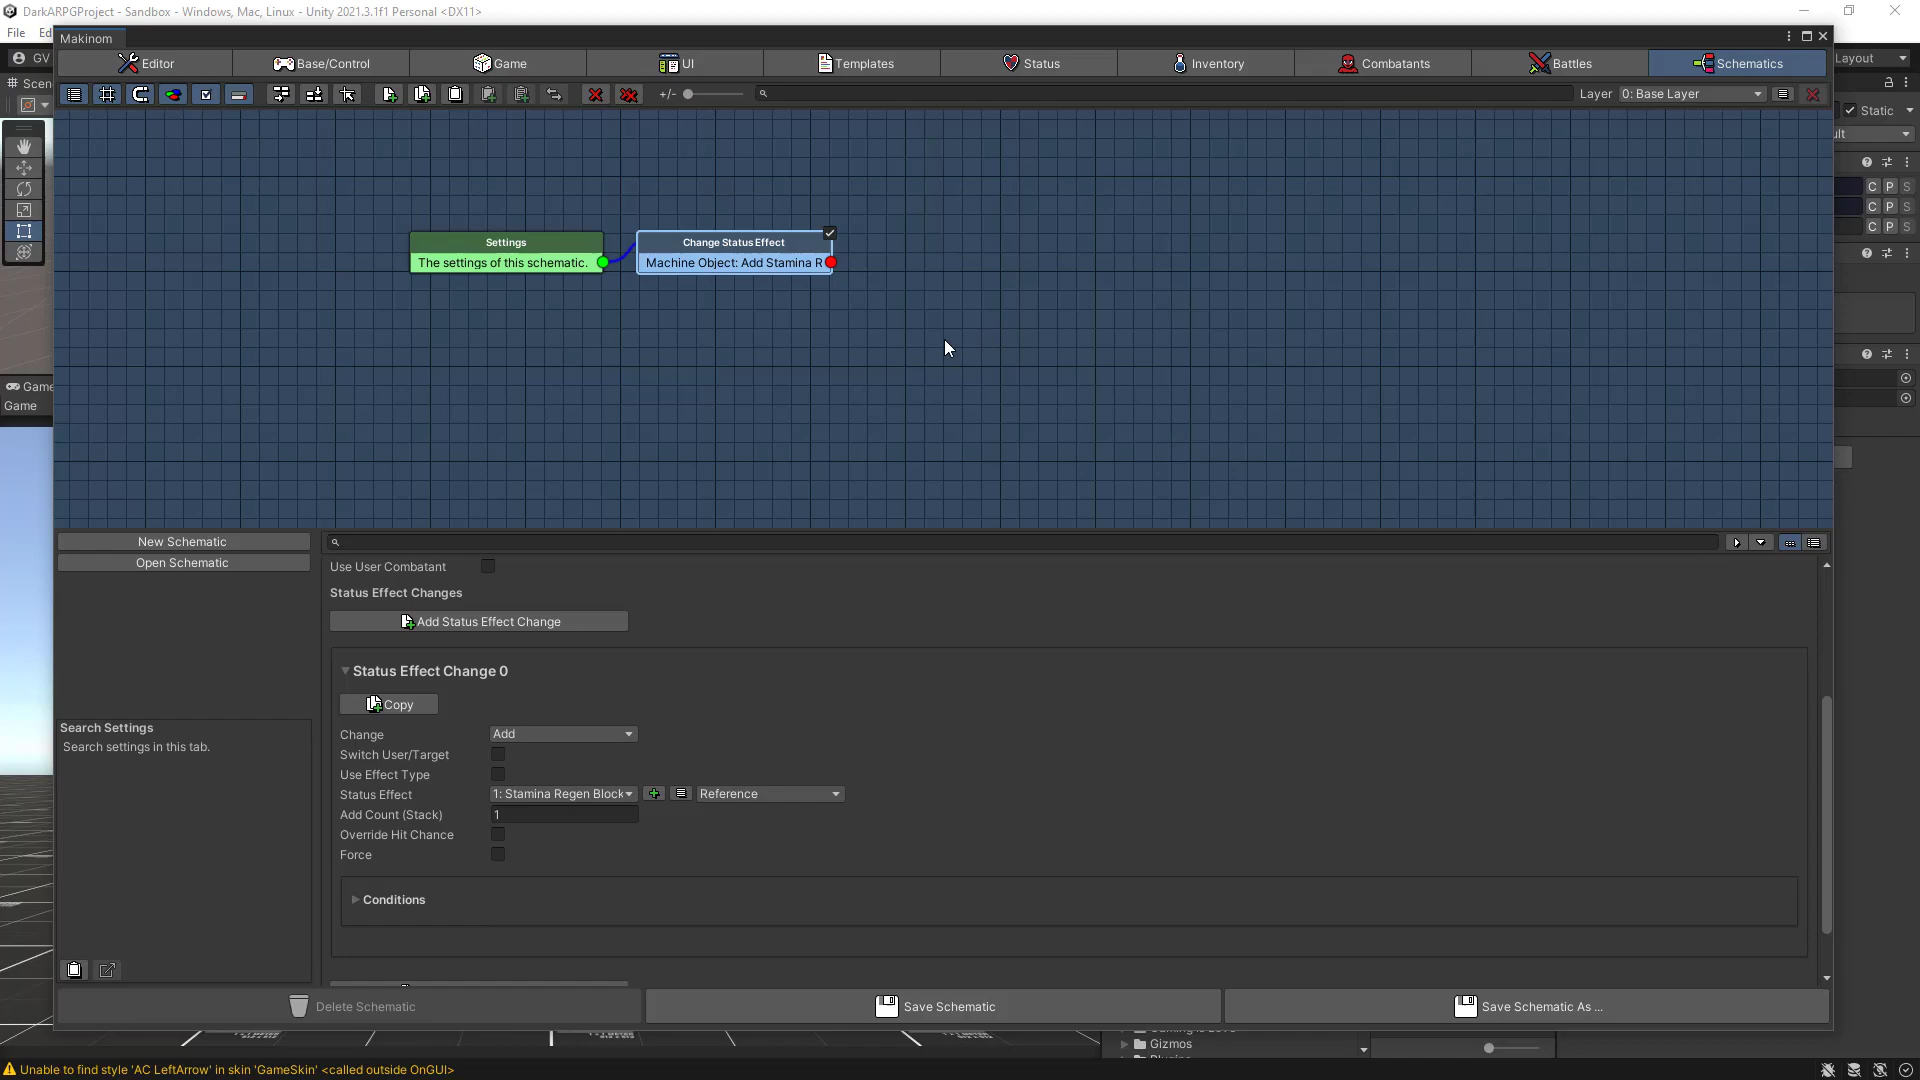 DarkARPGProject - Sandbox - Windows, Mac, Linux - Unity 2021.3.1f1 Personal <DX11>
File Ed
Makinom
GV
Editor Base/Control Game UI Templates Status Inventory Combatants Battles Schematics
Layout
Scen
+/- Layer 0: Base Layer
Static
ult
Settings
The settings of this schematic.
Change Status Effect
Machine Object: Add Stamina R
C P S
C P S
C P S
Game
Game
New Schematic
Open Schematic
Use User Combatant
Status Effect Changes
Add Status Effect Change
Status Effect Change 0
Copy
Change Add
Switch User/Target
Use Effect Type
Status Effect 1: Stamina Regen Block Reference
Add Count (Stack) 1
Override Hit Chance
Force
Conditions
Search Settings
Search settings in this tab.
Delete Schematic Save Schematic Save Schematic As ...
Gizmos
Unable to find style 'AC LeftArrow' in skin 'GameSkin' <called outside OnGUI>